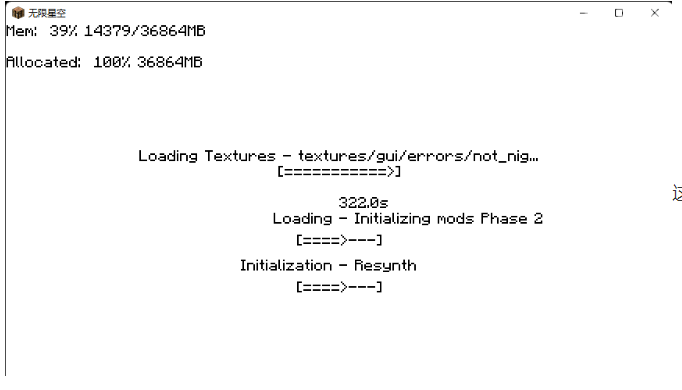 无限星空
Mem: 39% 14379/36864MB
Allocated: 100% 36864MB
Loading Textures - textures/gui/errors/not_nig...
[===========>]
322.0s
Loading - Initializing mods Phase 2
[====>---]
Initialization - Resynth
[====>---]